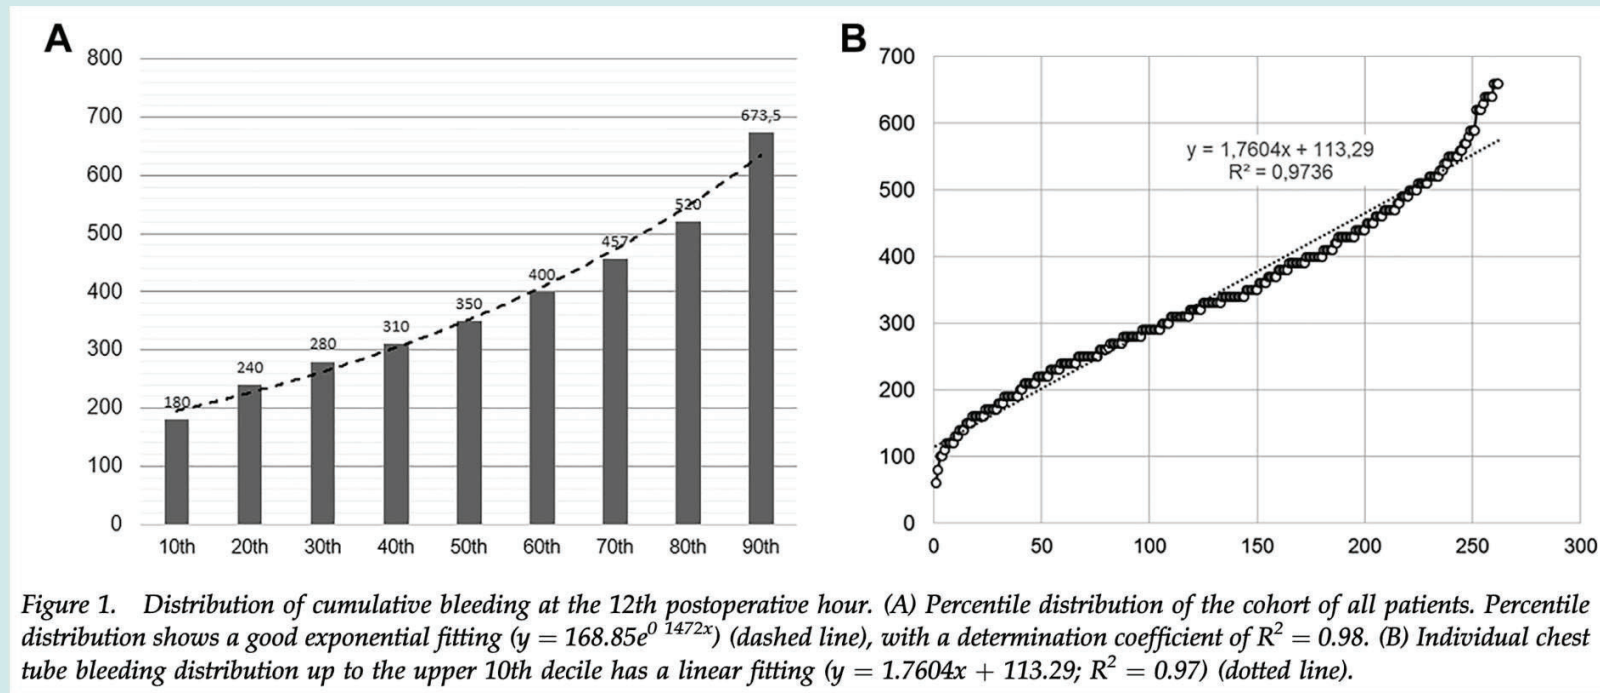 A
800
700
600
500
400
300
200
100
0
180
240
280
310
350
400
457
520
673,5
10th 20th 30th 40th 50th 60th 70th 80th 90th
B
700
600
500
400
300
200
100
0
y = 1,7604x + 113,29
R² = 0,9736
0 50 100 150 200 250 300
Figure 1. Distribution of cumulative bleeding at the 12th postoperative hour. (A) Percentile distribution of the cohort of all patients. Percentile
distribution shows a good exponential fitting (y = 168.85e⁰ ¹⁴⁷²ˣ) (dashed line), with a determination coefficient of R² = 0.98. (B) Individual chest
tube bleeding distribution up to the upper 10th decile has a linear fitting (y = 1.7604x + 113.29; R² = 0.97) (dotted line).